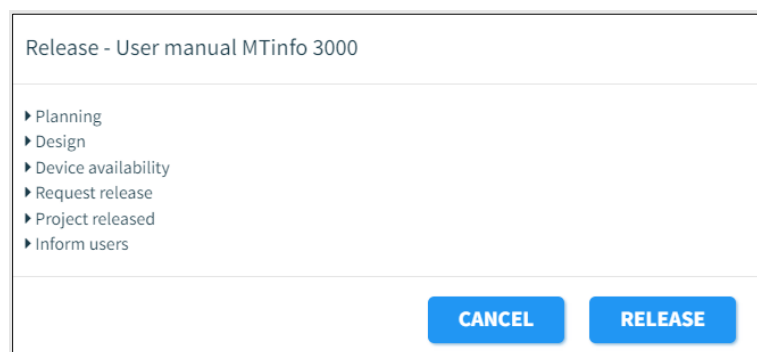 Release - User manual MTinfo 3000
Planning
Design
Device availability
Request release
Project released
Inform users
CANCEL RELEASE